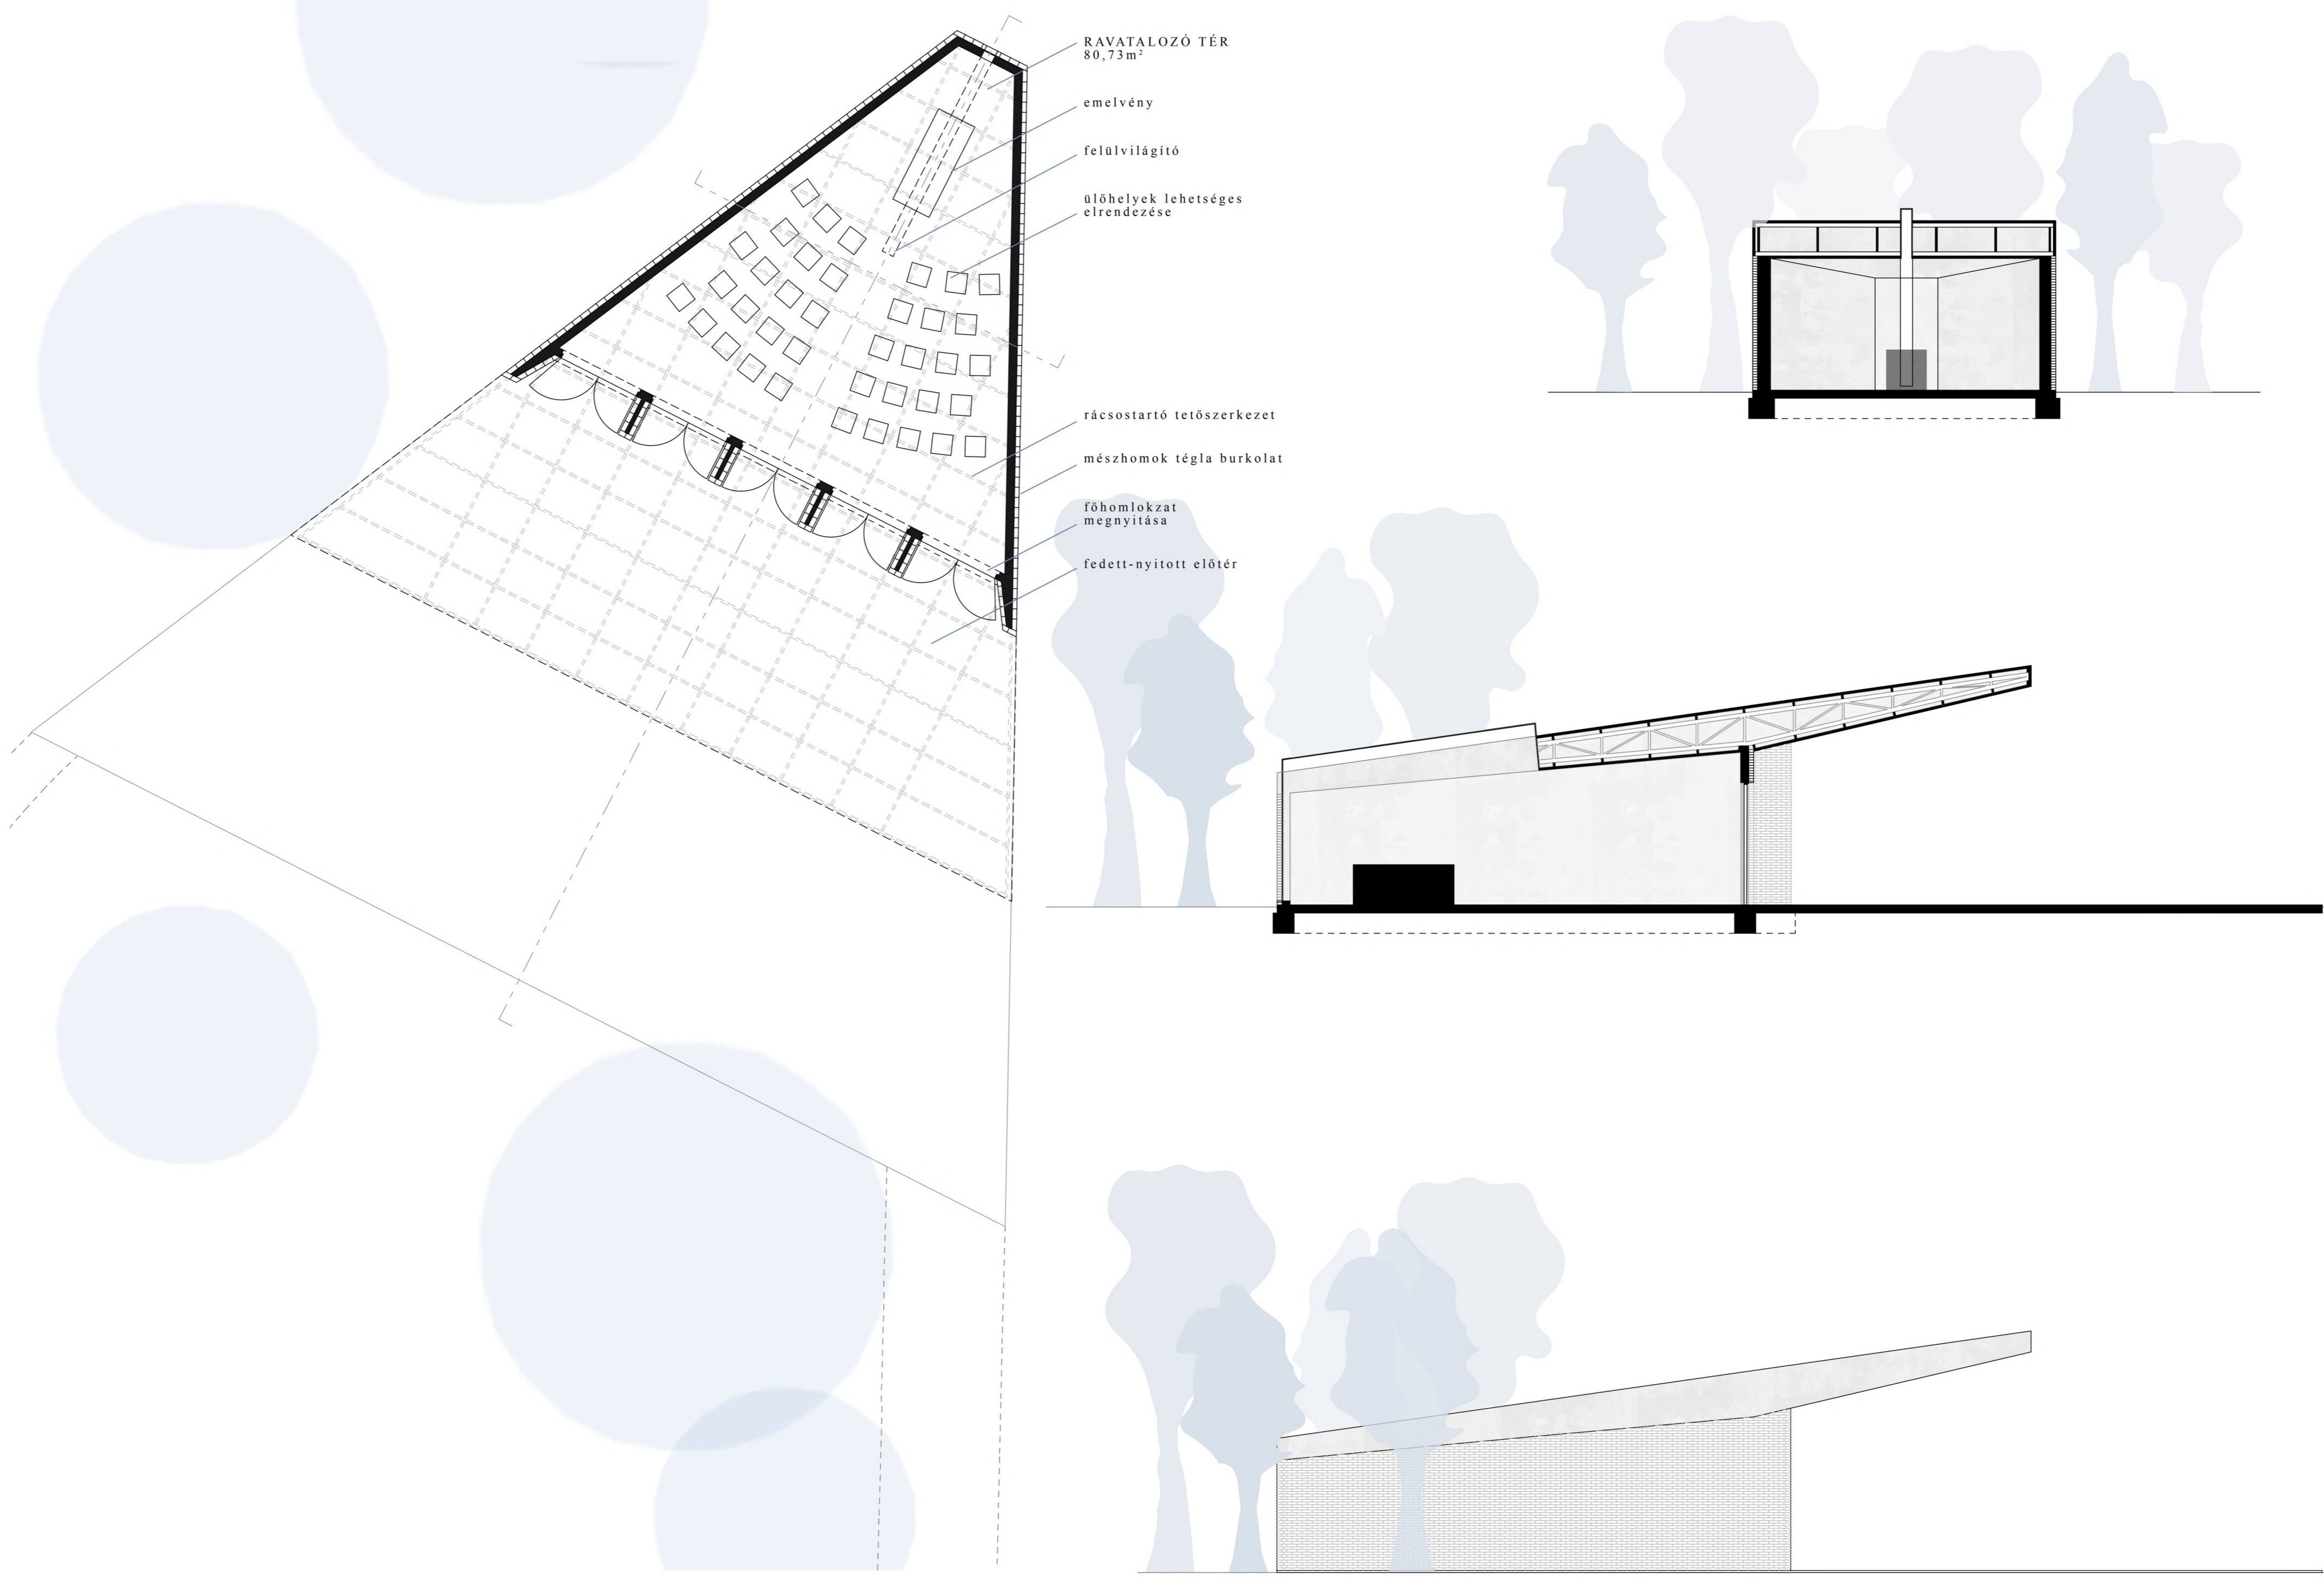 RAVATALOZÓ TÉR
80,73m²
emelvény
felülvilágító
ülőhelyek lehetséges
elrendezése
rácsostartó tetőszerkezet
mészhomok tégla burkolat
főhomlokzat
megnyitása
fedett-nyitott előtér